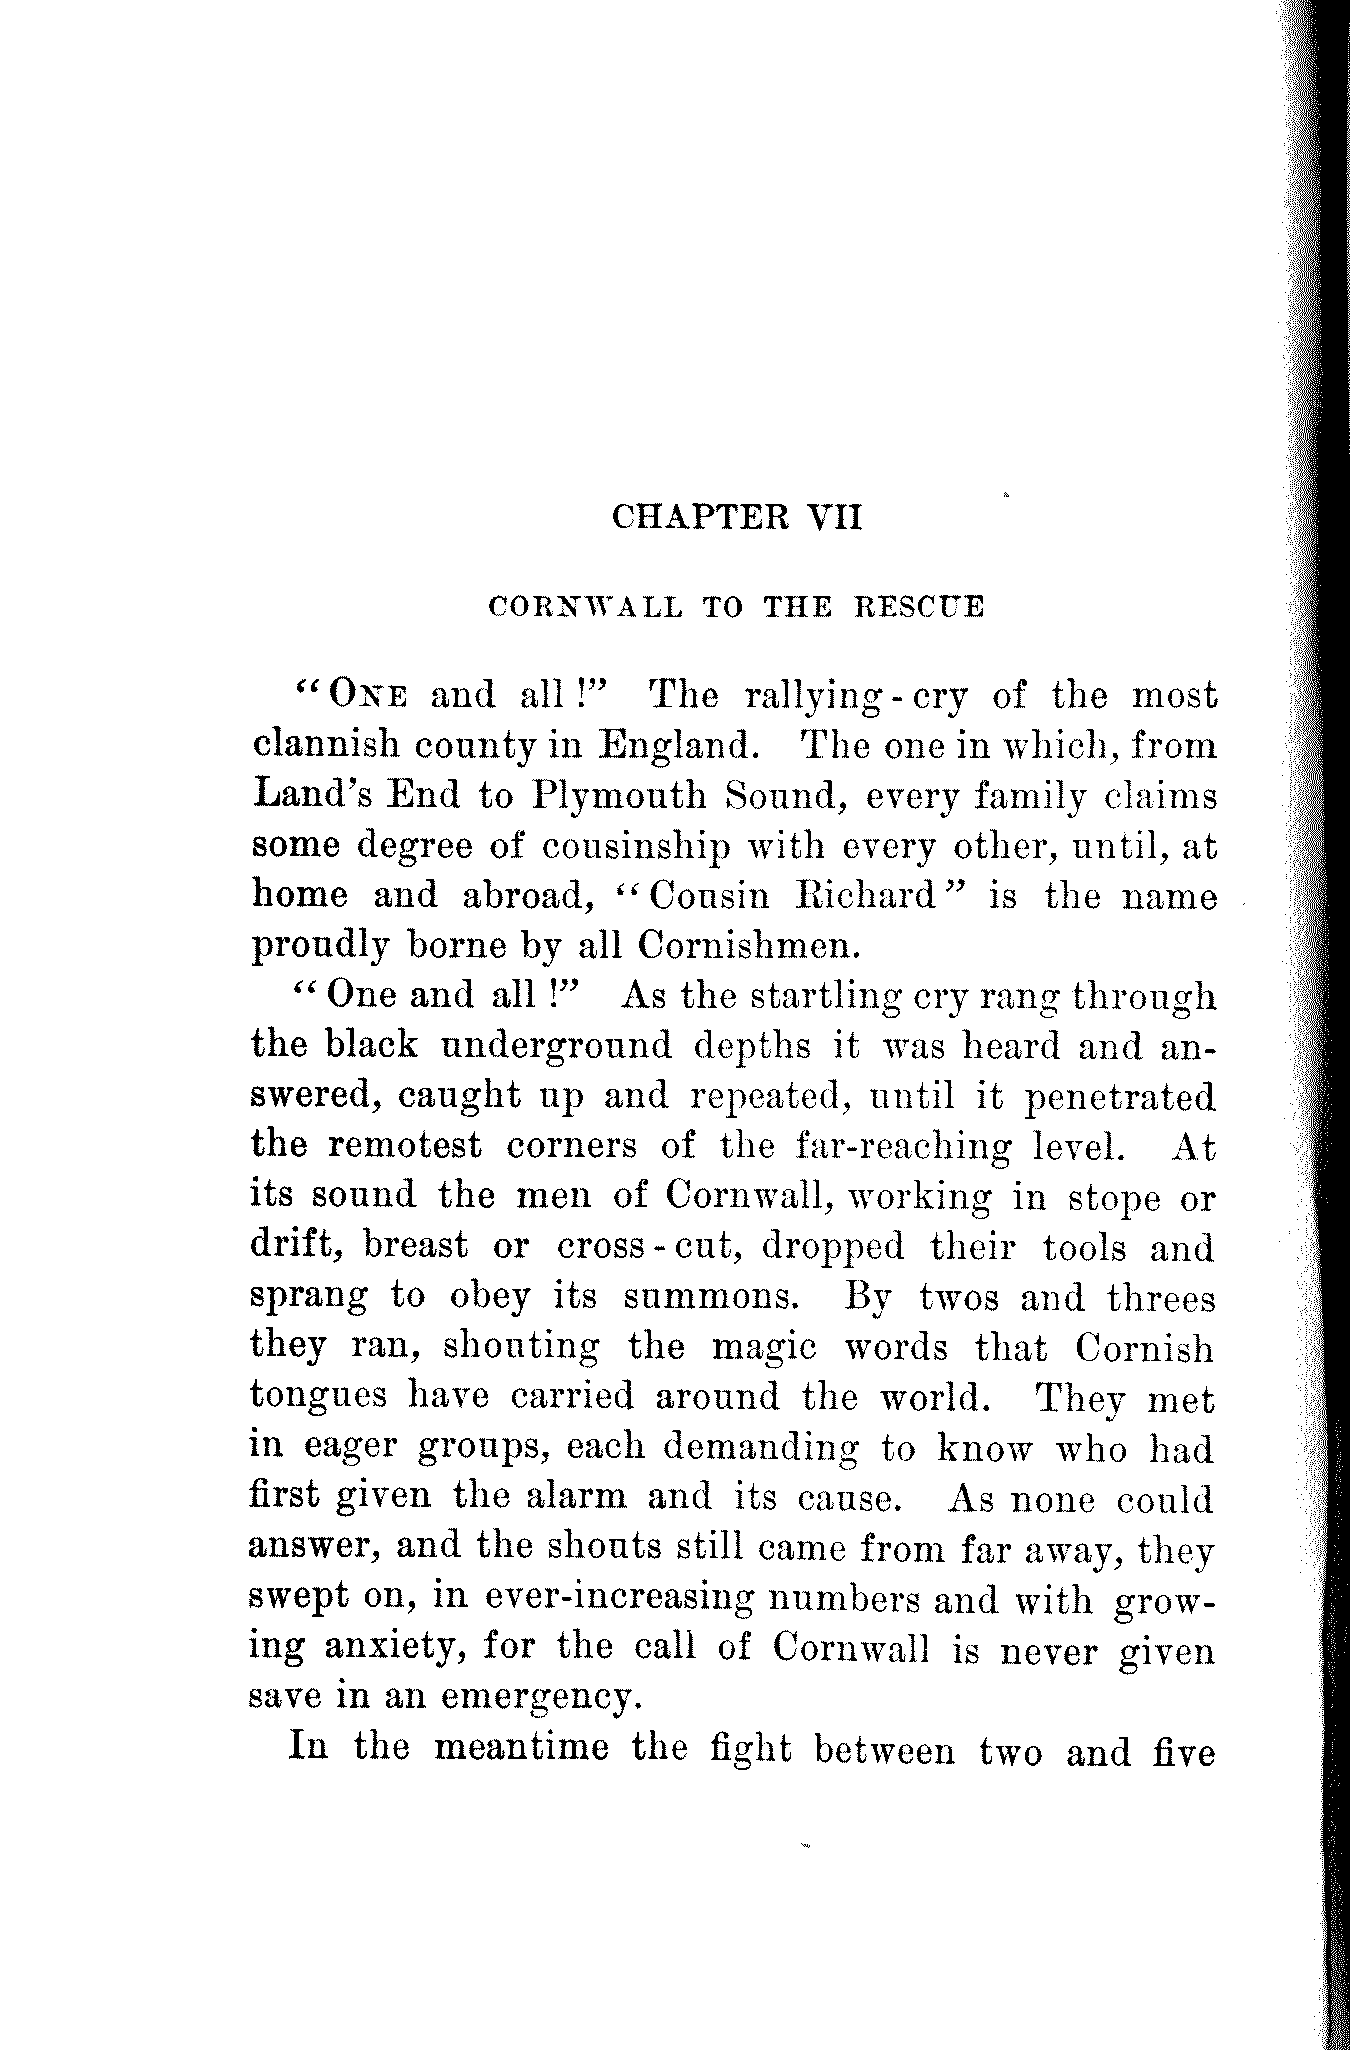 CHAPTER VII
CORNWALL TO THE RESCUE
"ONE and all!" The rallying-cry of the most
clannish county in England. The one in which, from
Land's End to Plymouth Sound, every family claims
some degree of cousinship with every other, until, at
home and abroad, "Cousin Richard" is the name
proudly borne by all Cornishmen.
"One and all!" As the startling cry rang through
the black underground depths it was heard and an-
swered, caught up and repeated, until it penetrated
the remotest corners of the far-reaching level. At
its sound the men of Cornwall, working in stope or
drift, breast or cross-cut, dropped their tools and
sprang to obey its summons. By twos and threes
they ran, shouting the magic words that Cornish
tongues have carried around the world. They met
in eager groups, each demanding to know who had
first given the alarm and its cause. As none could
answer, and the shouts still came from far away, they
swept on, in ever-increasing numbers and with grow-
ing anxiety, for the call of Cornwall is never given
save in an emergency.
In the meantime the fight between two and five